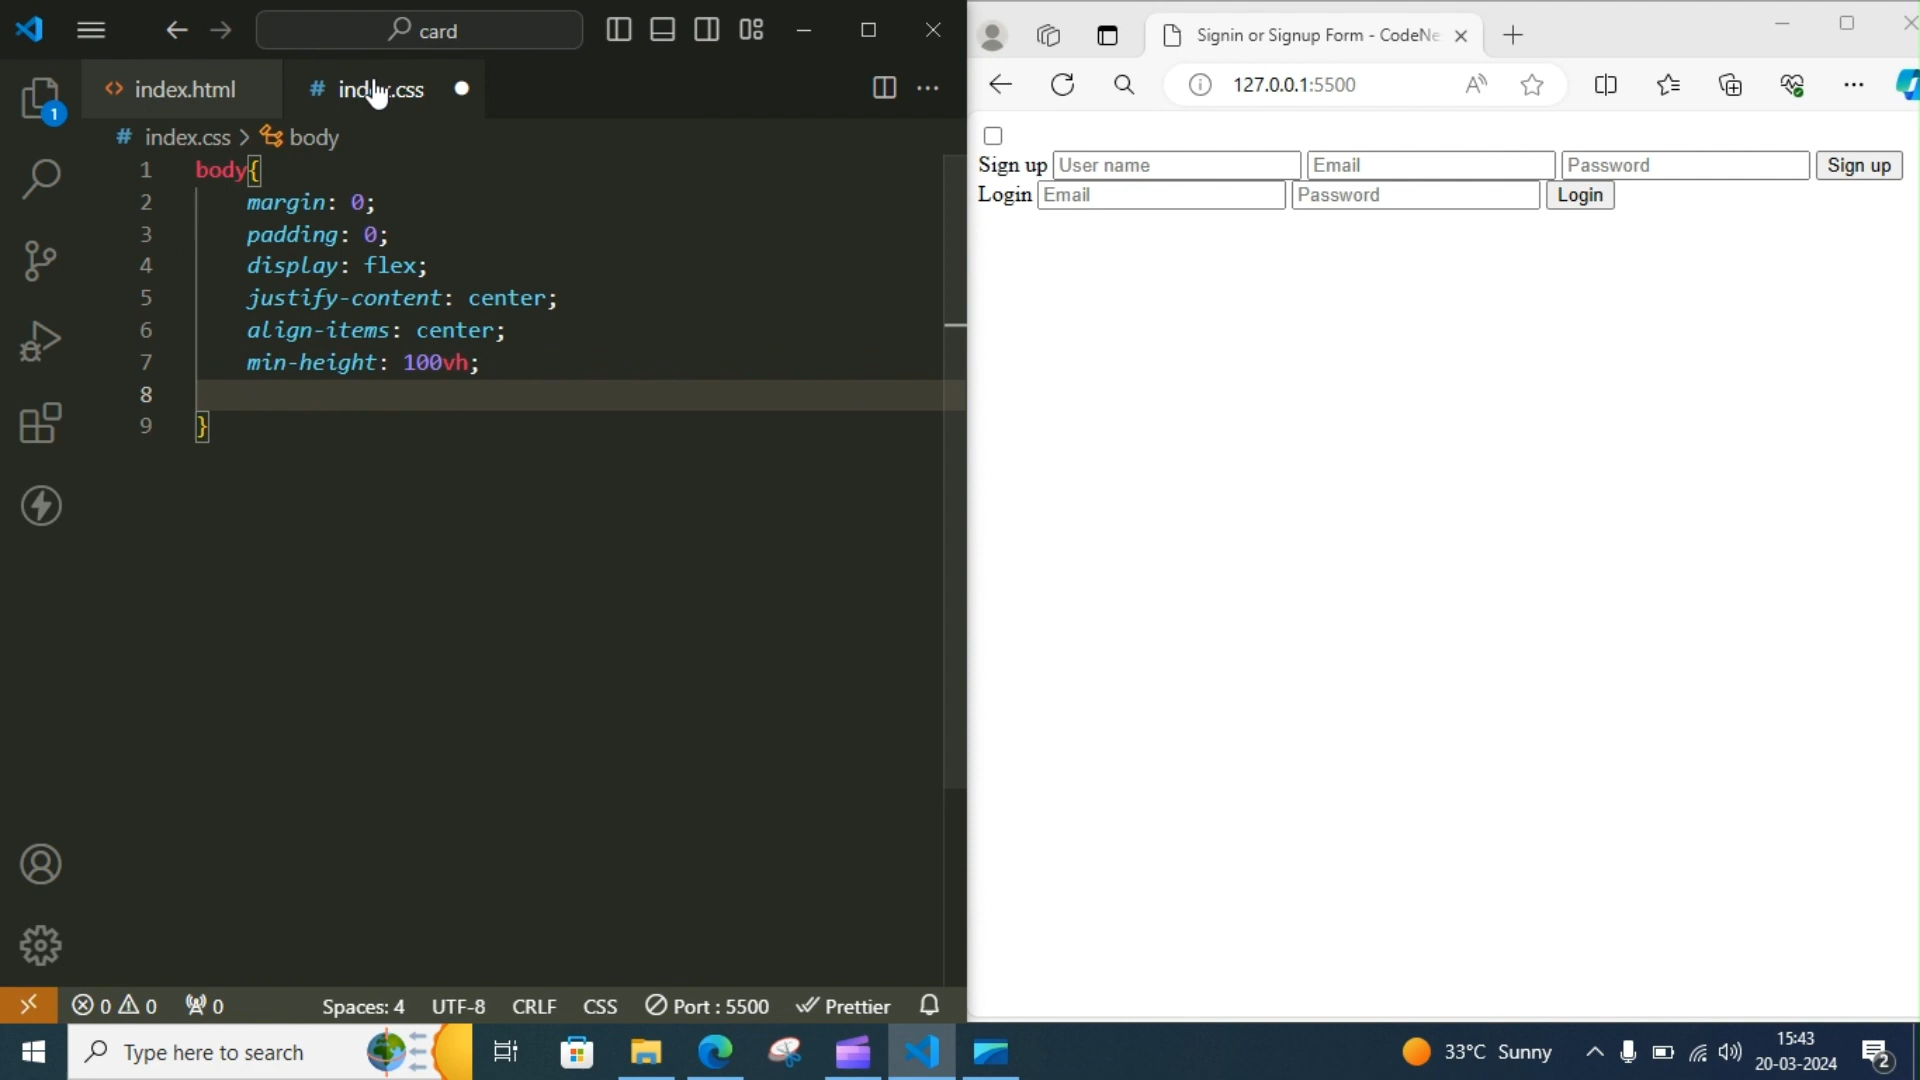 card
index.html
# index.css
# index.css > body
1 body{
2 margin: 0;
3 padding: 0;
4 display: flex;
5 justify-content: center;
6 align-items: center;
7 min-height: 100vh;
8
9 }
1
0 0 0
Spaces: 4 UTF-8 CRLF CSS Port : 5500 Prettier
Signin or Signup Form - CodeNe
127.0.0.1:5500
Sign up User name Email Password Sign up
Login Email Password Login
Type here to search
33°C Sunny
15:43
20-03-2024
2